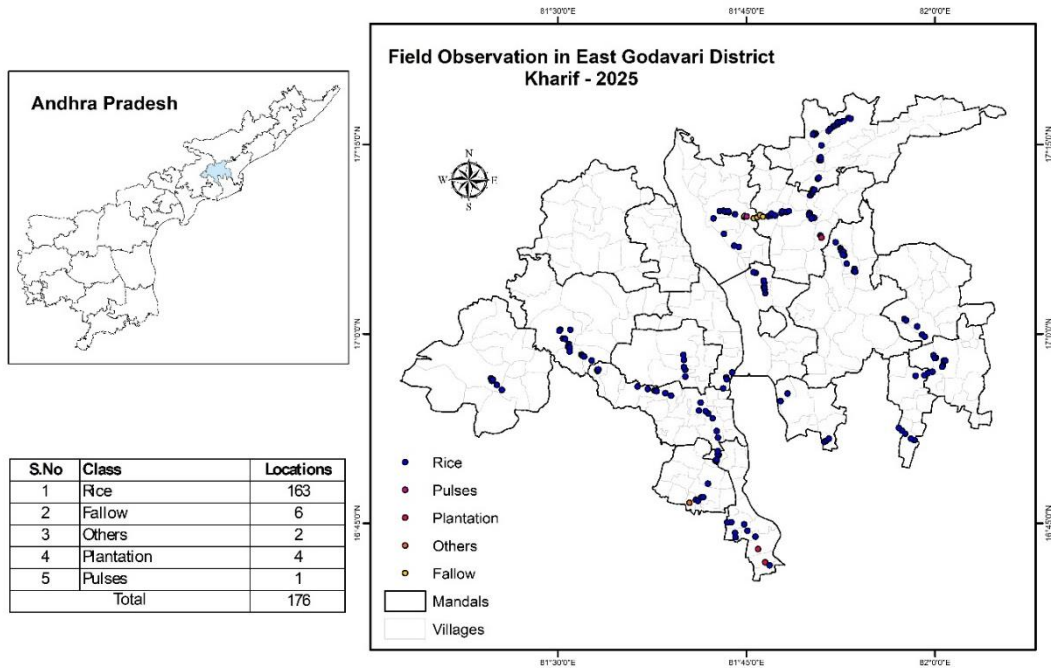 Andhra Pradesh
S.No Class Locations
1 Rice 163
2 Fallow 6
3 Others 2
4 Plantation 4
5 Pulses 1
Total 176
81°30'0"E 81°45'0"E 82°0'0"E
Field Observation in East Godavari District
Kharif - 2025
N
W E
S
17°15'0"N 17°15'0"N
17°0'0"N 17°0'0"N
16°45'0"N 16°45'0"N
Rice
Pulses
Plantation
Others
Fallow
Mandals
Villages
81°30'0"E 81°45'0"E 82°0'0"E